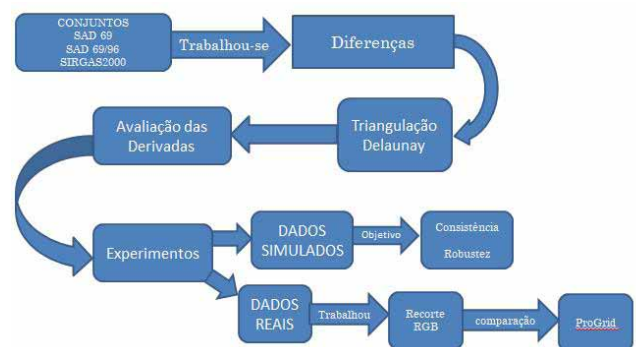 CONJUNTOS
SAD 69
SAD 69/96
SIRGAS2000
Trabalhou-se
Diferenças
Avaliação das
Derivadas
Triangulação
Delaunay
Experimentos
DADOS
SIMULADOS
Objetivo
Consistência
Robustez
DADOS
REAIS
Trabalhou
Recorte
RGB
comparação
ProGrid